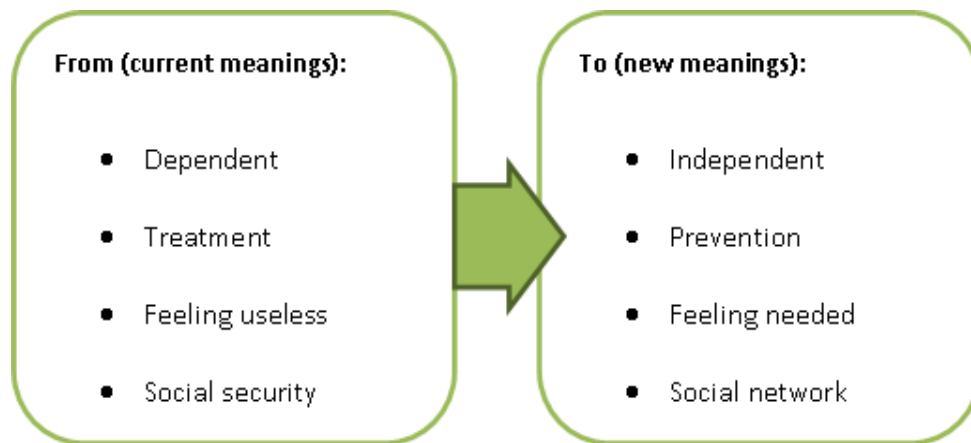 From (current meanings):
• Dependent
• Treatment
• Feeling useless
• Social security
To (new meanings):
• Independent
• Prevention
• Feeling needed
• Social network